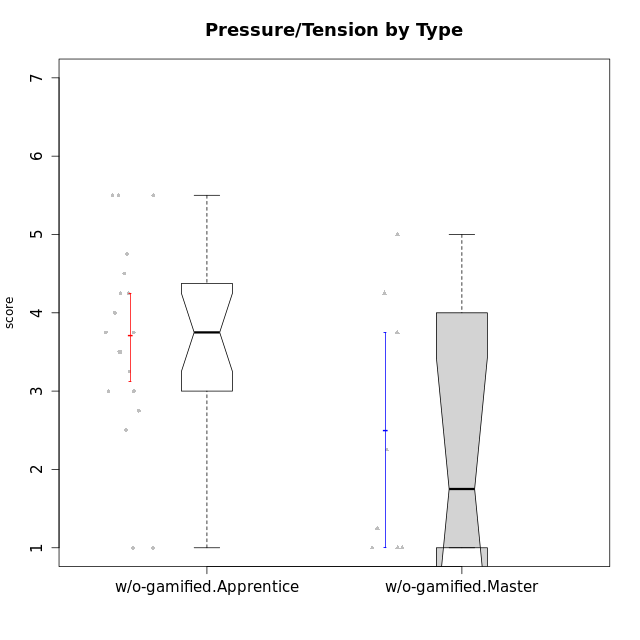 Pressure/Tension by Type
score
7
6
5
4
3
2
1
w/o-gamified.Apprentice
w/o-gamified.Master